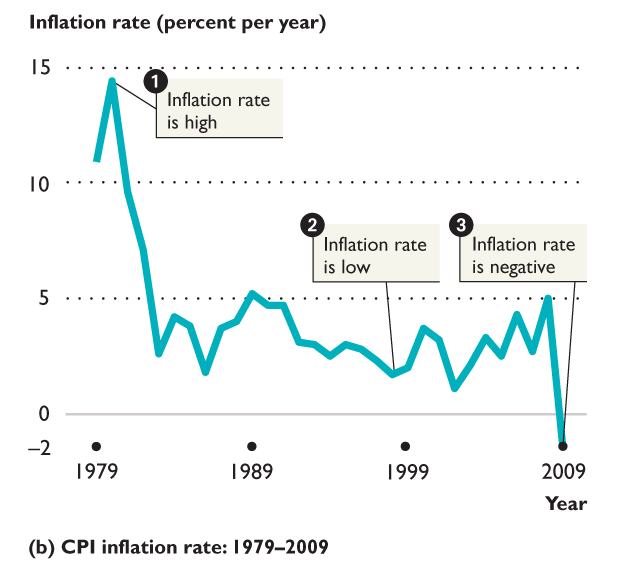 Inflation rate (percent per year)
15
1
Inflation rate
is high
10
2
Inflation rate
is low
3
Inflation rate
is negative
5
0
–2
1979
1989
1999
2009
Year
(b) CPI inflation rate: 1979–2009